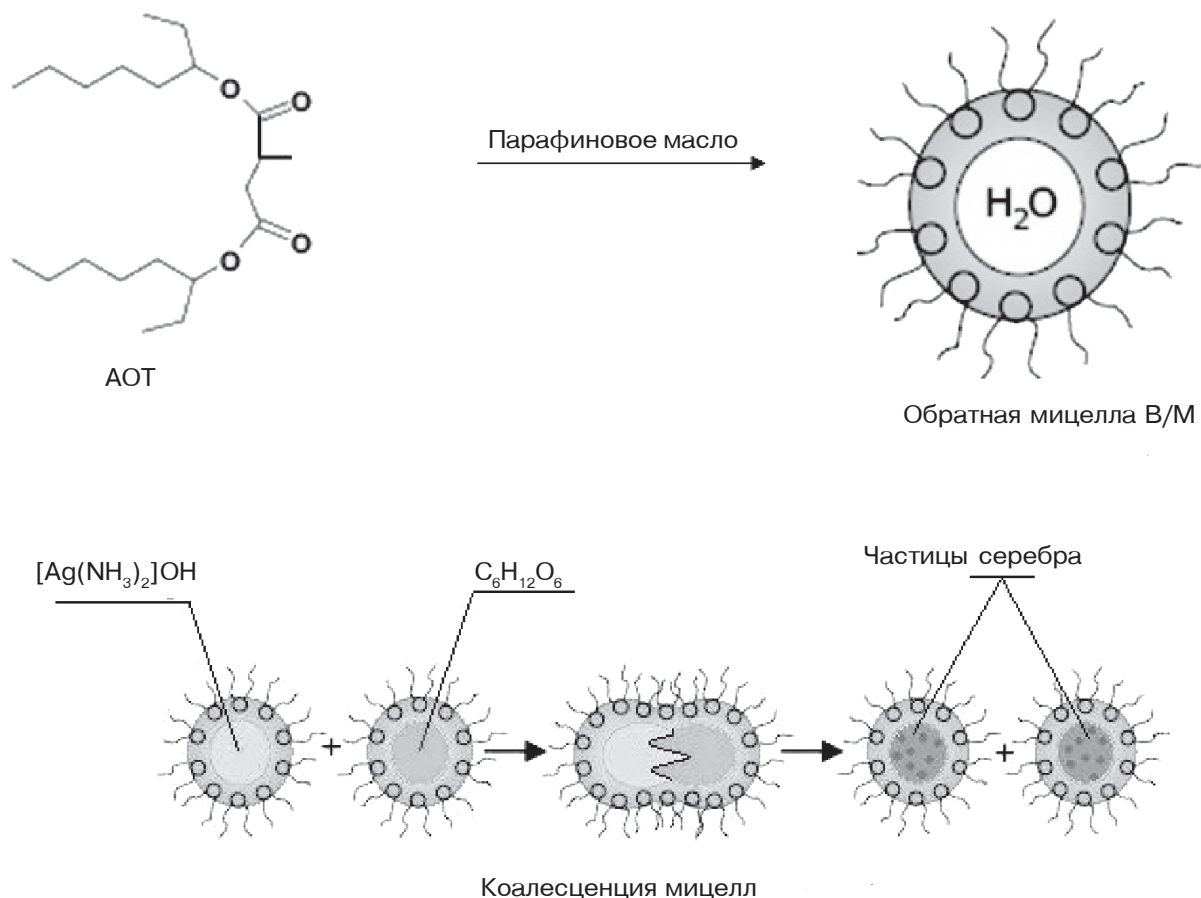 O
O
Парафиновое масло
H₂O
O
O
АОТ
Обратная мицелла В/М
[Ag(NH₃)₂]OH
C₆H₁₂O₆
Частицы серебра
+
+
Коалесценция мицелл